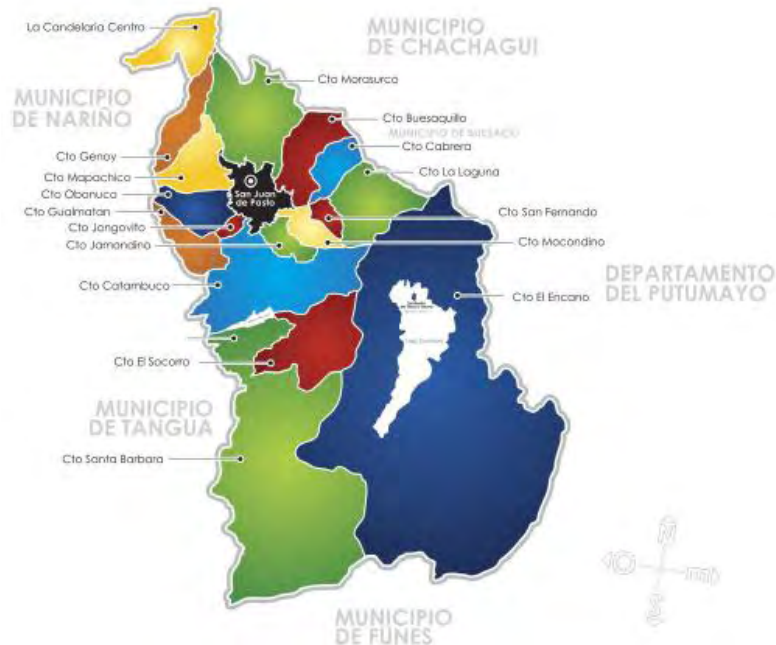 La Candelaria Centro
MUNICIPIO
DE CHACHAGUI
Cto Morasurco
MUNICIPIO
DE NARIÑO
Cto Buesaquillo
MUNICIPIO DE BUESACO
Cto Cabrera
Cto Genoy
Cto La Laguna
Cto Mapachico
San Juan
de Pasto
Cto Obonuco
Cto Gualmatan
Cto San Fernando
Cto Jongovito
Cto Mocondino
Cto Jamondino
DEPARTAMENTO
DEL PUTUMAYO
Cto Catambuco
Cto El Encano
Cto El Socorro
MUNICIPIO
DE TANGUA
Cto Santa Barbara
N
O
E
S
MUNICIPIO
DE FUNES